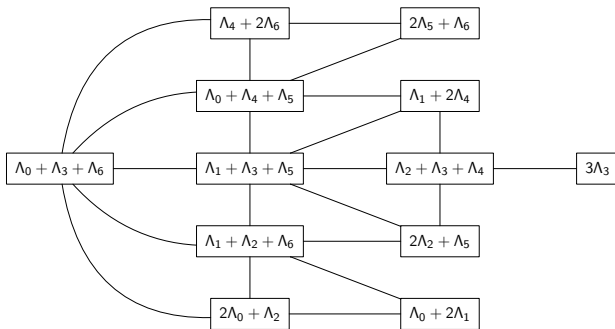 Λ₄ + 2Λ₆
2Λ₅ + Λ₆
Λ₀ + Λ₄ + Λ₅
Λ₁ + 2Λ₄
Λ₀ + Λ₃ + Λ₆
Λ₁ + Λ₃ + Λ₅
Λ₂ + Λ₃ + Λ₄
3Λ₃
Λ₁ + Λ₂ + Λ₆
2Λ₂ + Λ₅
2Λ₀ + Λ₂
Λ₀ + 2Λ₁